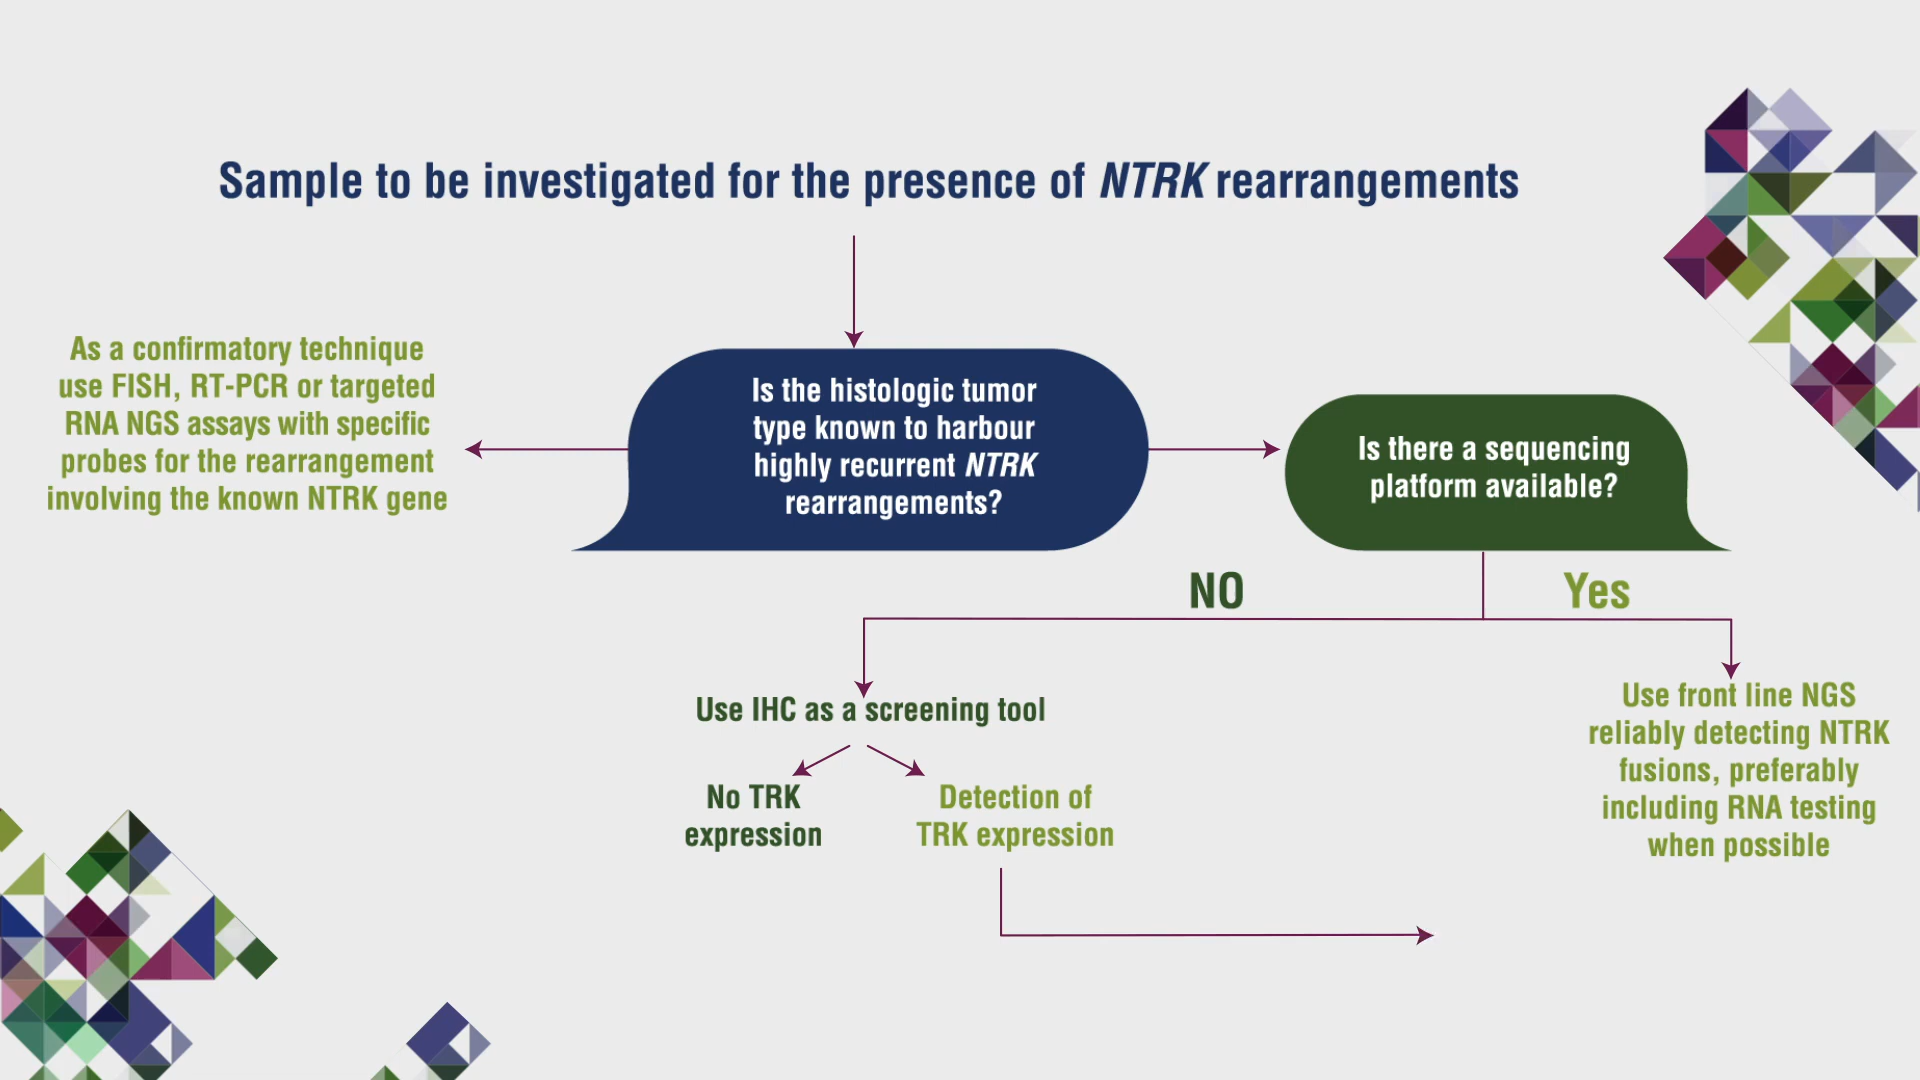 Sample to be investigated for the presence of NTRK rearrangements
As a confirmatory technique
use FISH, RT-PCR or targeted
RNA NGS assays with specific
probes for the rearrangement
involving the known NTRK gene
Is the histologic tumor
type known to harbour
highly recurrent NTRK
rearrangements?
Is there a sequencing
platform available?
NO
Yes
Use IHC as a screening tool
No TRK
expression
Detection of
TRK expression
Use front line NGS
reliably detecting NTRK
fusions, preferably
including RNA testing
when possible